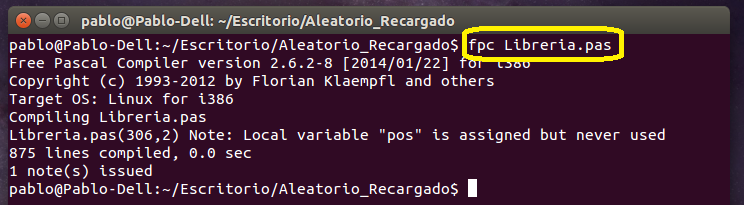 pablo@Pablo-Dell: ~/Escritorio/Aleatorio_Recargado
pablo@Pablo-Dell:~/Escritorio/Aleatorio_Recargado$ fpc Libreria.pas
Free Pascal Compiler version 2.6.2-8 [2014/01/22] for i386
Copyright (c) 1993-2012 by Florian Klaempfl and others
Target OS: Linux for i386
Compiling Libreria.pas
Libreria.pas(306,2) Note: Local variable "pos" is assigned but never used
875 lines compiled, 0.0 sec
1 note(s) issued
pablo@Pablo-Dell:~/Escritorio/Aleatorio_Recargado$